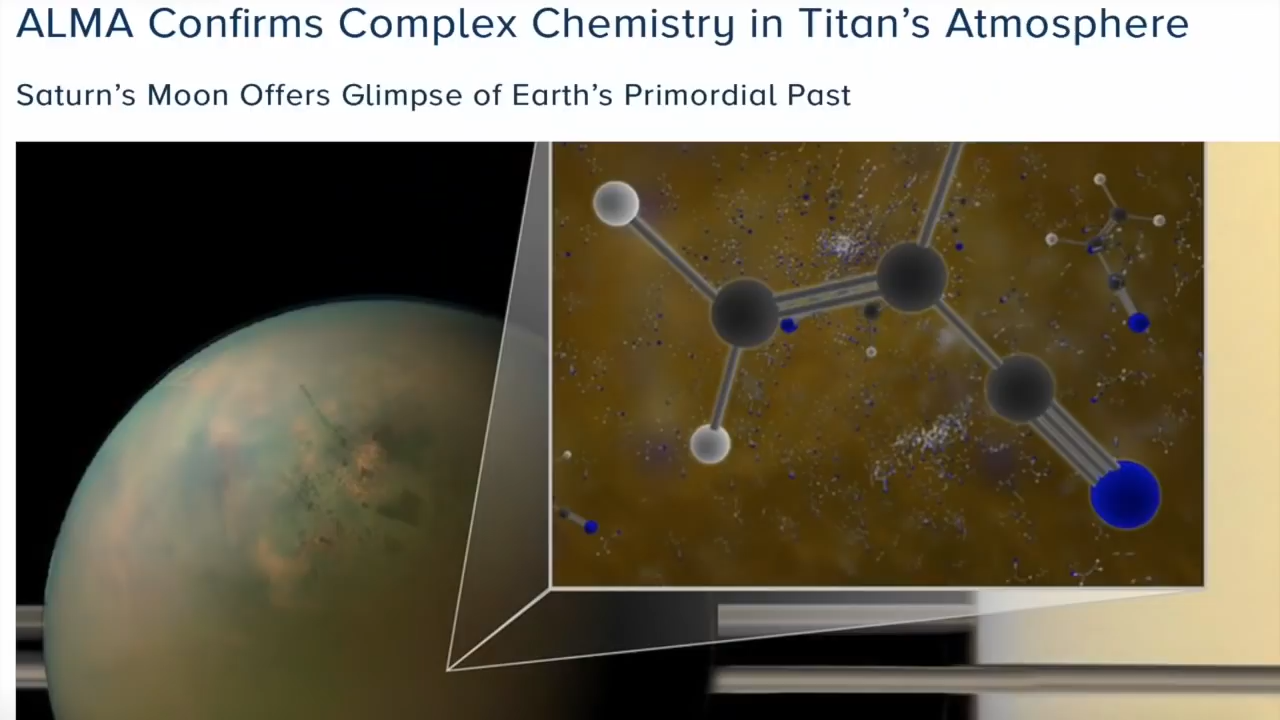 ALMA Confirms Complex Chemistry in Titan’s Atmosphere
Saturn’s Moon Offers Glimpse of Earth’s Primordial Past